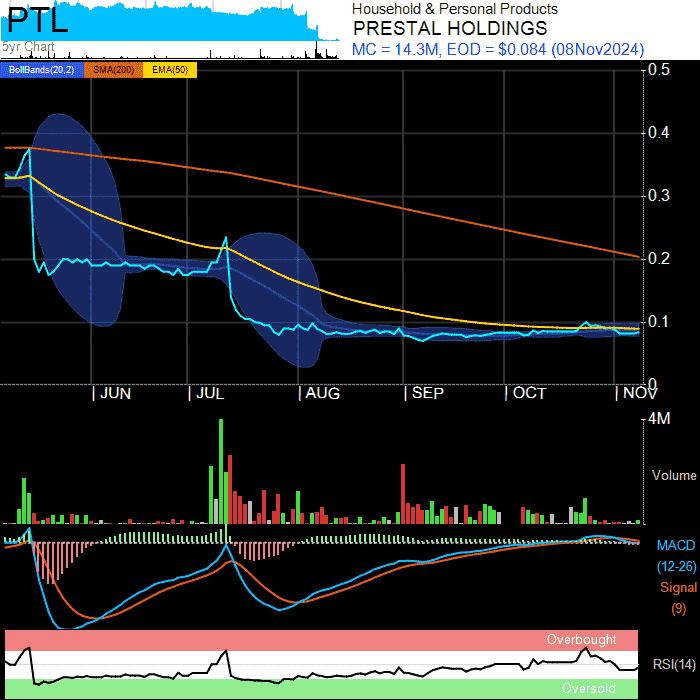 PTL
5yr Chart
Household & Personal Products
PRESTAL HOLDINGS
MC = 14.3M, EOD = $0.084 (08Nov2024)
BollBands(20,2) SMA(200) EMA(50)
0.5
0.4
0.3
0.2
0.1
0
JUN JUL AUG SEP OCT NOV
4M
Volume
MACD
(12-26)
Signal
(9)
Overbought
RSI(14)
Oversold